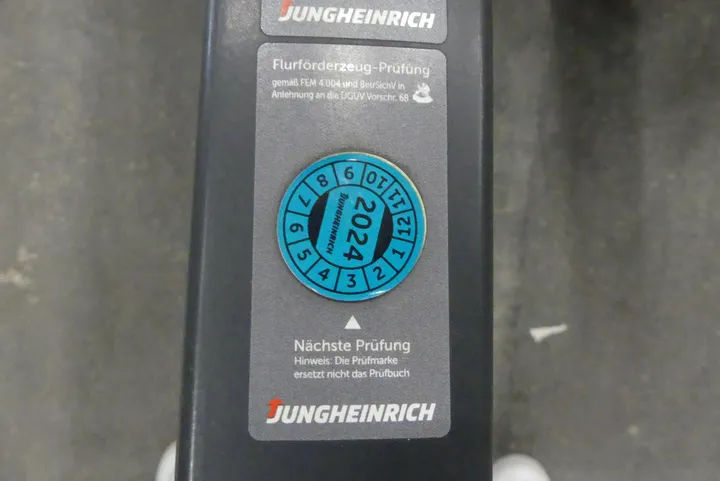 JUNGHEINRICH
Flurförderzeug-Prüfung
gemäß FEM 4.004 und BetrSichV in
Anlehnung an die DGUV Vorschr. 68
1 2 3 4 5 6 7 8 9 10 11 12
2024
JUNGHEINRICH
Nächste Prüfung
Hinweis: Die Prüfmarke
ersetzt nicht das Prüfbuch
JUNGHEINRICH